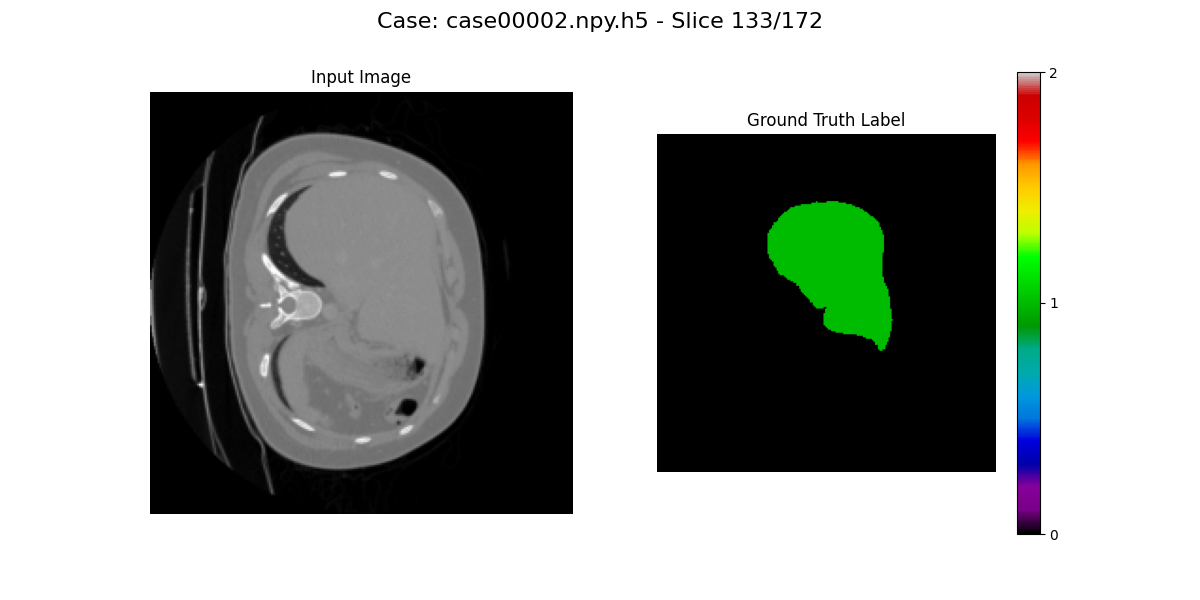 Case: case00002.npy.h5 - Slice 133/172
Input Image
Ground Truth Label
2
1
0